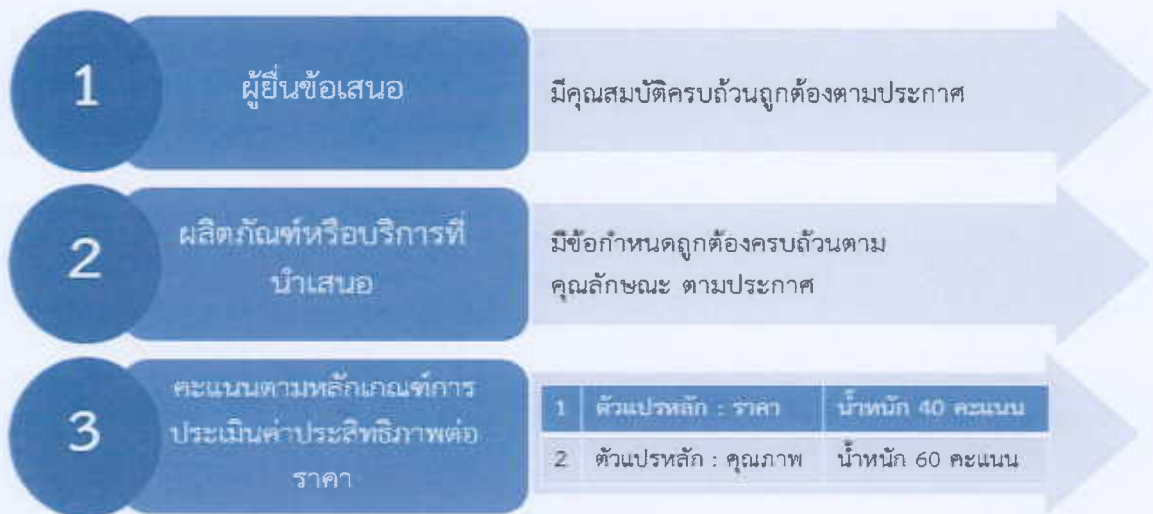 1
ผู้ยื่นข้อเสนอ
มีคุณสมบัติครบถ้วนถูกต้องตามประกาศ
2
ผลิตภัณฑ์หรือบริการที่
นำเสนอ
มีข้อกำหนดถูกต้องครบถ้วนตาม
คุณลักษณะ ตามประกาศ
3
คะแนนตามหลักเกณฑ์การ
ประเมินค่าประสิทธิภาพต่อ
ราคา
1 ตัวแปรหลัก : ราคา น้ำหนัก 40 คะแนน
2 ตัวแปรหลัก : คุณภาพ น้ำหนัก 60 คะแนน